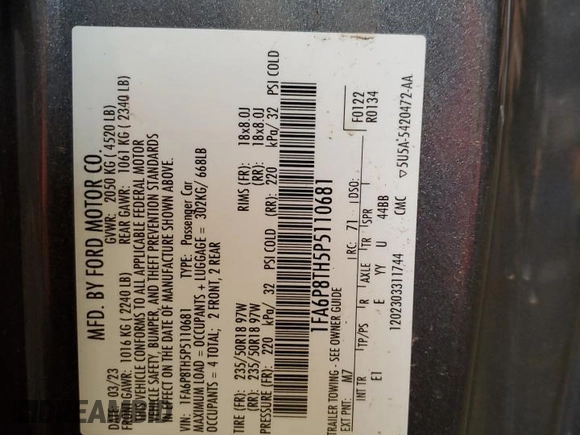 MFD. BY FORD MOTOR CO.
DATE: 03/23 GVWR: 2050 KG ( 4520 LB)
FRONT GAWR: 1016 KG ( 2240 LB) REAR GAWR: 1061 KG ( 2340 LB)
THIS VEHICLE CONFORMS TO ALL APPLICABLE FEDERAL MOTOR
VEHICLE SAFETY, BUMPER, AND THEFT PREVENTION STANDARDS
IN EFFECT ON THE DATE OF MANUFACTURE SHOWN ABOVE.
VIN: 1FA6P8TH5P5110681 TYPE: Passenger Car
MAXIMUM LOAD = OCCUPANTS + LUGGAGE = 302KG/ 668LB
OCCUPANTS = 4 TOTAL; 2 FRONT, 2 REAR
TIRE (FR): 235/50R18 97W RIMS (FR): 18x8.0J
TIRE (RR): 235/50R18 97W (RR): 18x8.0J
PRESSURE (FR): 220 kPa/ 32 PSI COLD (RR): 220 kPa/ 32 PSI COLD
1FA6P8TH5P5110681
TRAILER TOWING - SEE OWNER GUIDE
F0122
R0134
EXT PNT: M7 RC: 71 DSO:
INT TR TP/PS R AXLE TR SPR
EI E YY U 44BB
1202303311744 CMC ▽5U5A-5420472-AA
DREAMBID